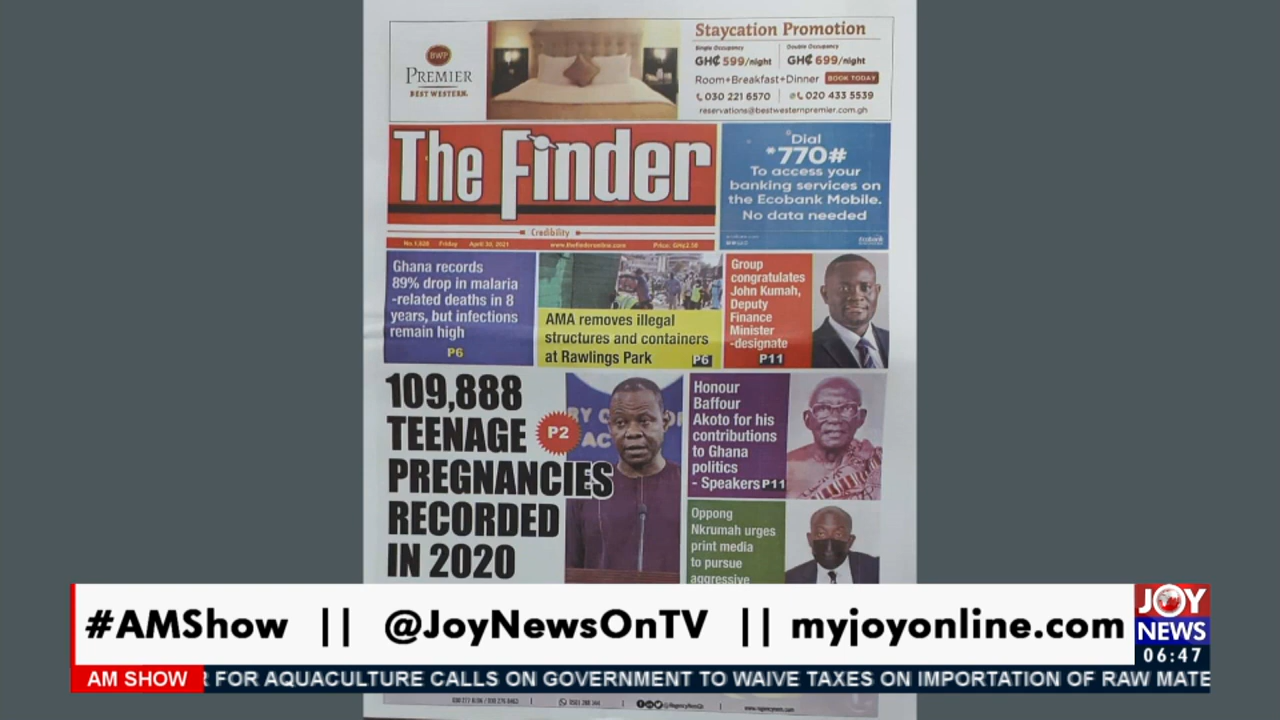 BWP
PREMIER
BEST WESTERN.
Staycation Promotion
Single Occupancy
Double Occupancy
GH₵ 599/night
GH₵ 699/night
Room+Breakfast+Dinner BOOK TODAY
030 221 6570
020 433 5539
reservations@bestwesternpremier.com.gh
The Finder
Credibility
Friday April 30, 2021 www.thefinderonline.com
Dial
*770#
To access your
banking services on
the Ecobank Mobile.
No data needed
Ecobank
Ghana records
89% drop in malaria
-related deaths in 8
years, but infections
remain high
P6
AMA removes illegal
structures and containers
at Rawlings Park P6
Group
congratulates
John Kumah,
Deputy
Finance
Minister
-designate
P11
109,888
TEENAGE
PREGNANCIES
RECORDED
IN 2020
P2
Honour
Baffour
Akoto for his
contributions
to Ghana
politics
- Speakers P11
Oppong
Nkrumah urges
print media
to pursue
aggressive
#AMShow || @JoyNewsOnTV || myjoyonline.com
JOY
NEWS
06:47
AM SHOW
R FOR AQUACULTURE CALLS ON GOVERNMENT TO WAIVE TAXES ON IMPORTATION OF RAW MATE